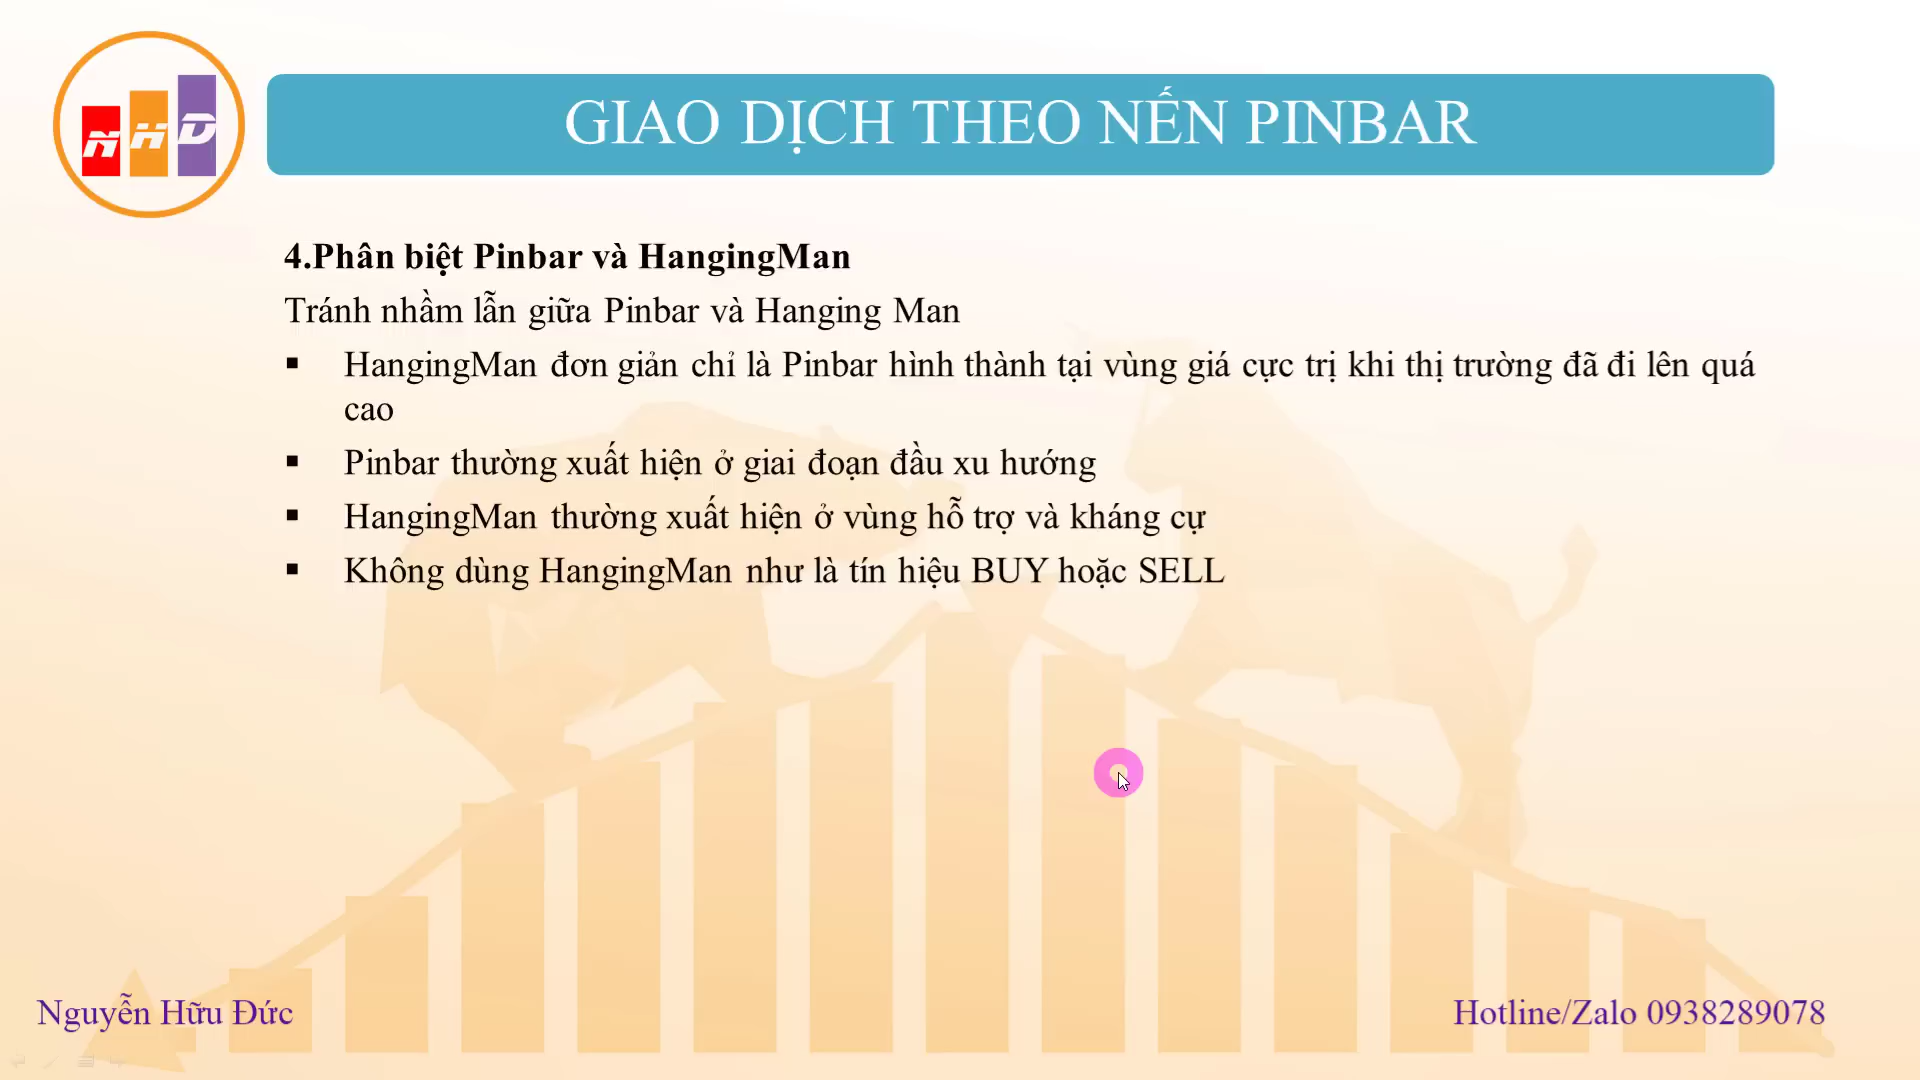 NHD
GIAO DỊCH THEO NẾN PINBAR
4.Phân biệt Pinbar và HangingMan
Tránh nhầm lẫn giữa Pinbar và Hanging Man
▪ HangingMan đơn giản chỉ là Pinbar hình thành tại vùng giá cực trị khi thị trường đã đi lên quá
cao
▪ Pinbar thường xuất hiện ở giai đoạn đầu xu hướng
▪ HangingMan thường xuất hiện ở vùng hỗ trợ và kháng cự
▪ Không dùng HangingMan như là tín hiệu BUY hoặc SELL
Nguyễn Hữu Đức
Hotline/Zalo 0938289078